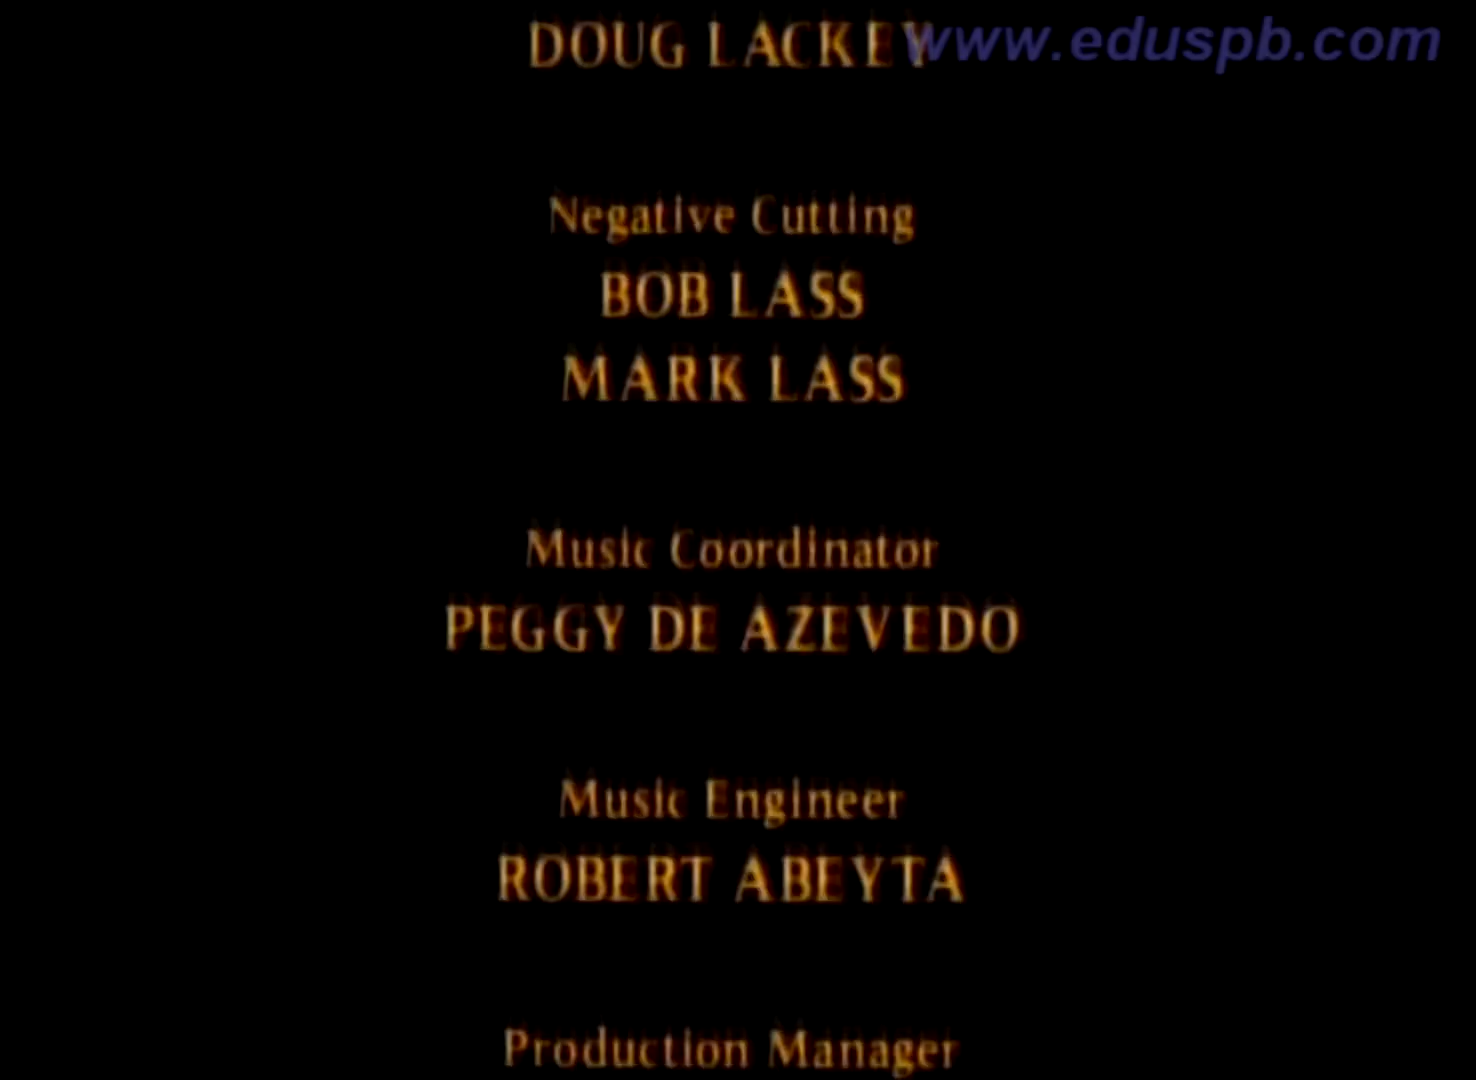 DOUG LACKEY
www.eduspb.com
Negative Cutting
BOB LASS
MARK LASS
Music Coordinator
PEGGY DE AZEVEDO
Music Engineer
ROBERT ABEYTA
Production Manager